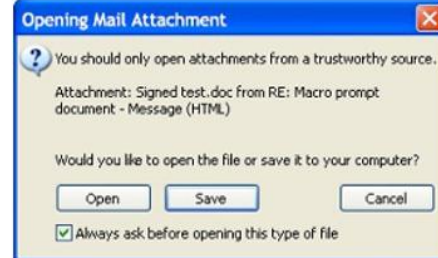 Opening Mail Attachment
You should only open attachments from a trustworthy source.
Attachment: Signed test.doc from RE: Macro prompt
document - Message (HTML)
Would you like to open the file or save it to your computer?
Open Save Cancel
Always ask before opening this type of file